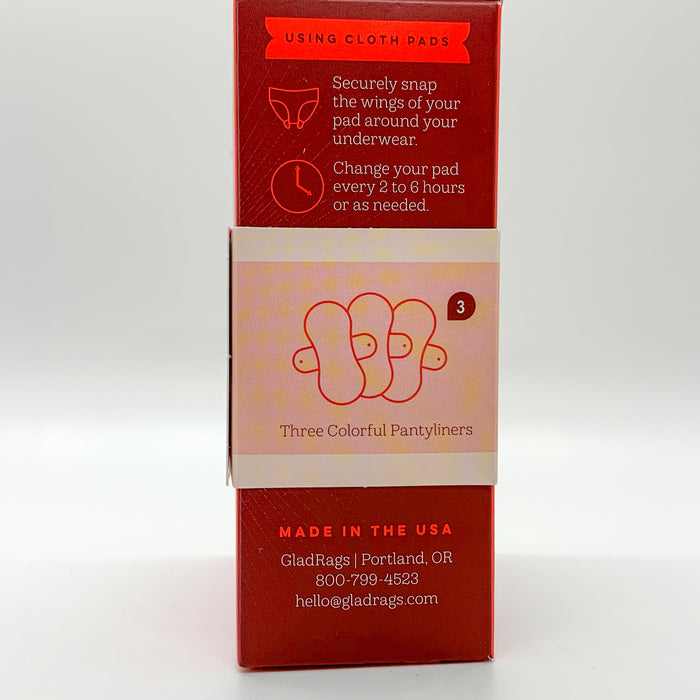 USING CLOTH PADS
Securely snap
the wings of your
pad around your
underwear.
Change your pad
every 2 to 6 hours
or as needed.
3
Three Colorful Pantyliners
MADE IN THE USA
GladRags | Portland, OR
800-799-4523
hello@gladrags.com